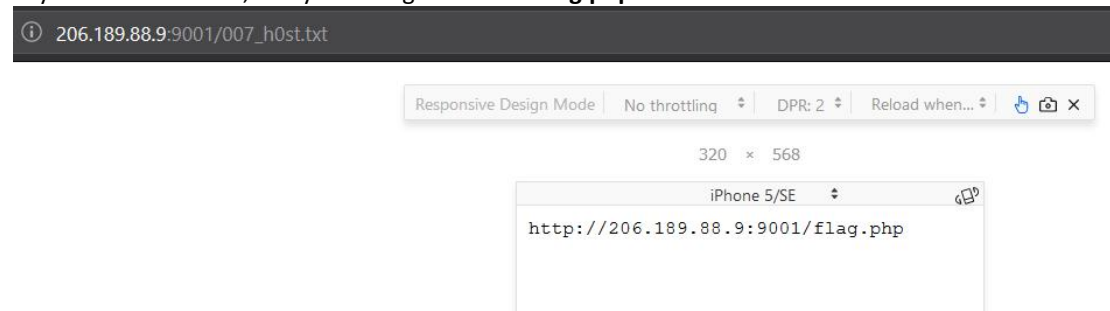 206.189.88.9:9001/007_h0st.txt
Responsive Design Mode No throttling DPR: 2 Reload when...
320 × 568
iPhone 5/SE
http://206.189.88.9:9001/flag.php